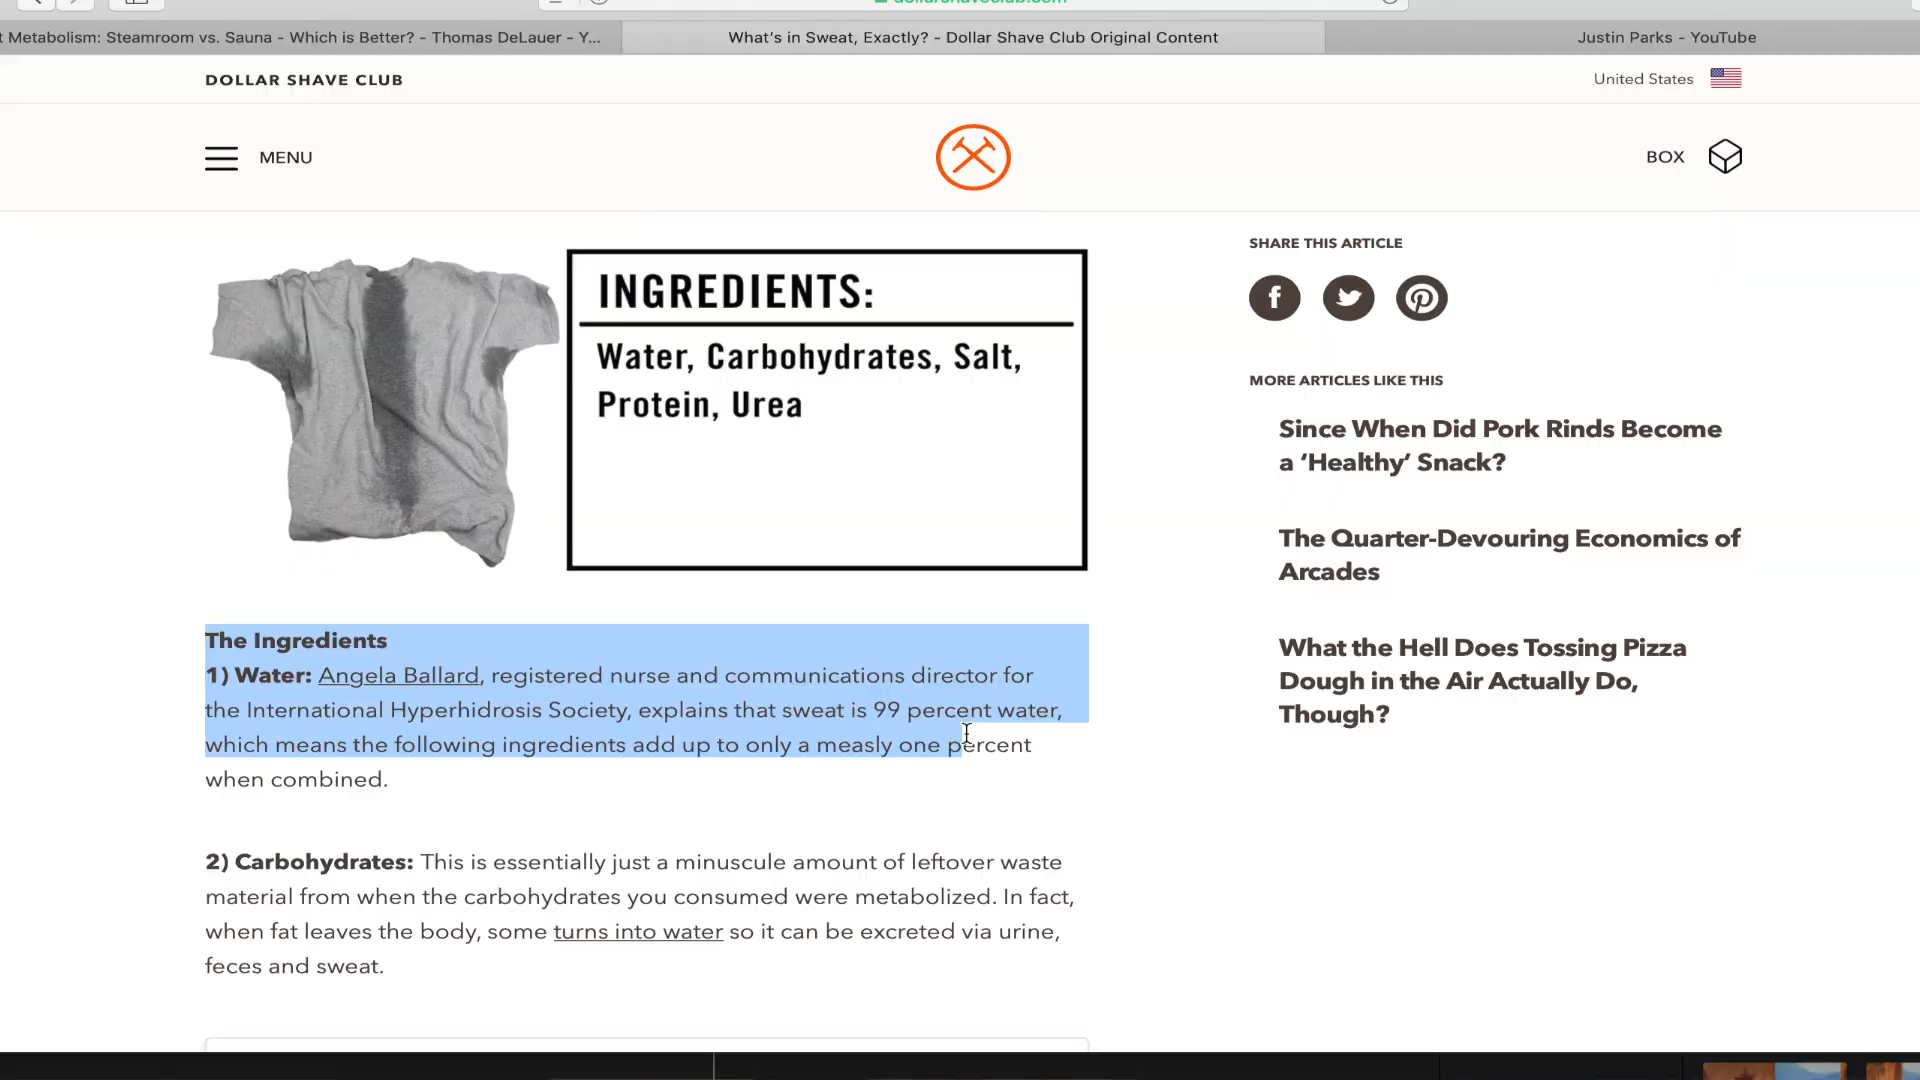 dollarshaveclub.com
t Metabolism: Steamroom vs. Sauna - Which is Better? - Thomas DeLauer - Y...
What's in Sweat, Exactly? - Dollar Shave Club Original Content
Justin Parks - YouTube
DOLLAR SHAVE CLUB
United States
MENU
BOX
INGREDIENTS:
Water, Carbohydrates, Salt,
Protein, Urea
The Ingredients
1) Water: Angela Ballard, registered nurse and communications director for
the International Hyperhidrosis Society, explains that sweat is 99 percent water,
which means the following ingredients add up to only a measly one percent
when combined.
2) Carbohydrates: This is essentially just a minuscule amount of leftover waste
material from when the carbohydrates you consumed were metabolized. In fact,
when fat leaves the body, some turns into water so it can be excreted via urine,
feces and sweat.
SHARE THIS ARTICLE
MORE ARTICLES LIKE THIS
Since When Did Pork Rinds Become
a ‘Healthy’ Snack?
The Quarter-Devouring Economics of
Arcades
What the Hell Does Tossing Pizza
Dough in the Air Actually Do,
Though?